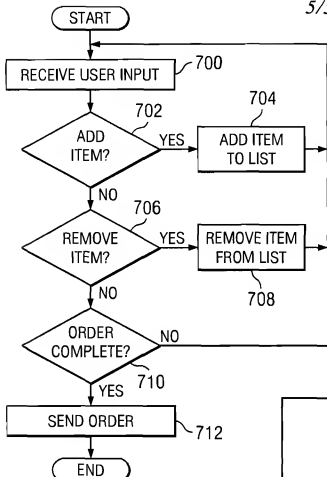 START
5/5
RECEIVE USER INPUT
700
702
704
ADD
ITEM?
YES
ADD ITEM
TO LIST
NO
706
REMOVE
ITEM?
YES
REMOVE ITEM
FROM LIST
708
NO
ORDER
COMPLETE?
NO
710
YES
SEND ORDER
712
END